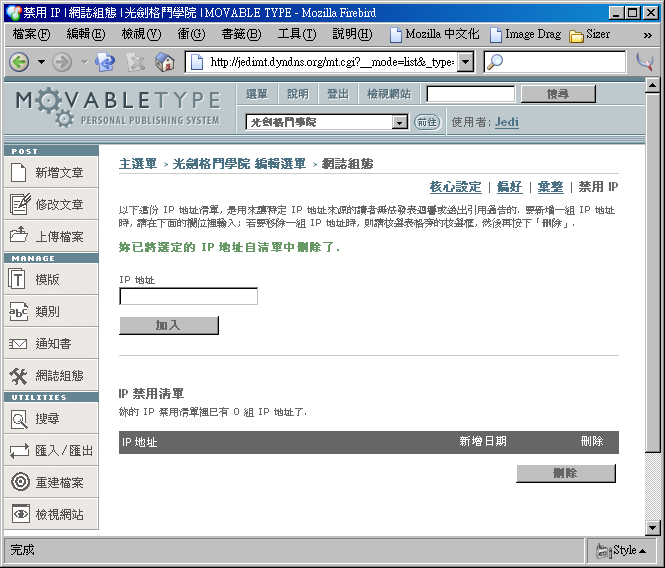 禁用 IP | 網誌組態 | 光劍格鬥學院 | MOVABLE TYPE - Mozilla Firebird
檔案(F) 編輯(E) 檢視(V) 衝(G) 書籤(B) 工具(T) 說明(H) Mozilla 中文化 Image Drag Sizer »
http://jedimt.dyndns.org/mt.cgi?__mode=list&_type=
MOVABLETYPE
PERSONAL PUBLISHING SYSTEM
選單 說明 登出 檢視網站 搜尋
光劍格鬥學院 前往 使用者: Jedi
POST
新增文章
修改文章
上傳檔案
MANAGE
模版
類別
通知書
網誌組態
UTILITIES
搜尋
匯入/匯出
重建檔案
檢視網站
主選單 > 光劍格鬥學院 編輯選單 > 網誌組態
核心設定 | 偏好 | 彙整 | 禁用 IP
以下這份 IP 地址清單, 是用來讓特定 IP 地址來源的讀者無法發表迴響或送出引用通告的. 要新增一組 IP 地址
時, 請在下面的欄位裡輸入; 若要移除一組 IP 地址時, 則請核選表格旁的核選框, 然後再按下「刪除」.
妳已將選定的 IP 地址自清單中刪除了.
IP 地址
加入
IP 禁用清單
妳的 IP 禁用清單裡已有 0 組 IP 地址了.
IP 地址 新增日期 刪除
刪除
完成 Style